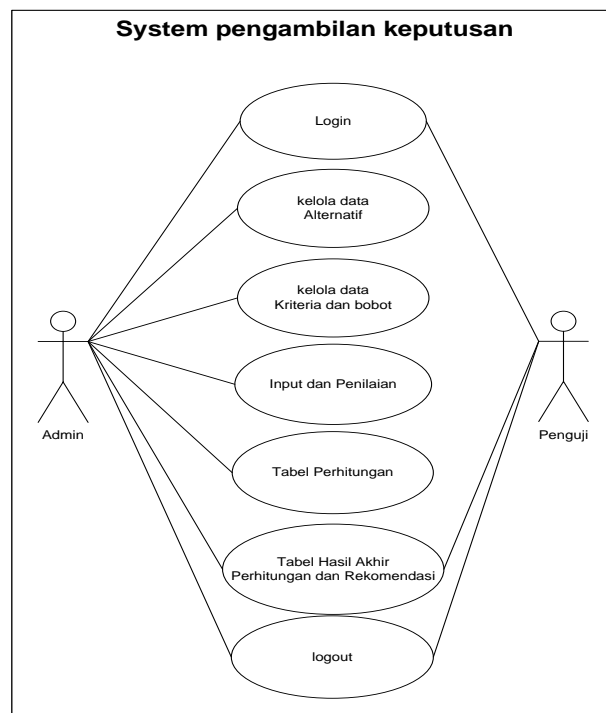 System pengambilan keputusan
Login
kelola data
Alternatif
kelola data
Kriteria dan bobot
Input dan Penilaian
Admin
Penguji
Tabel Perhitungan
Tabel Hasil Akhir
Perhitungan dan Rekomendasi
logout